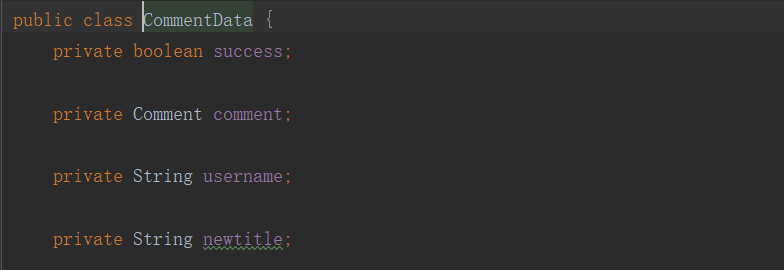 public class CommentData {
private boolean success;
private Comment comment;
private String username;
private String newtitle;